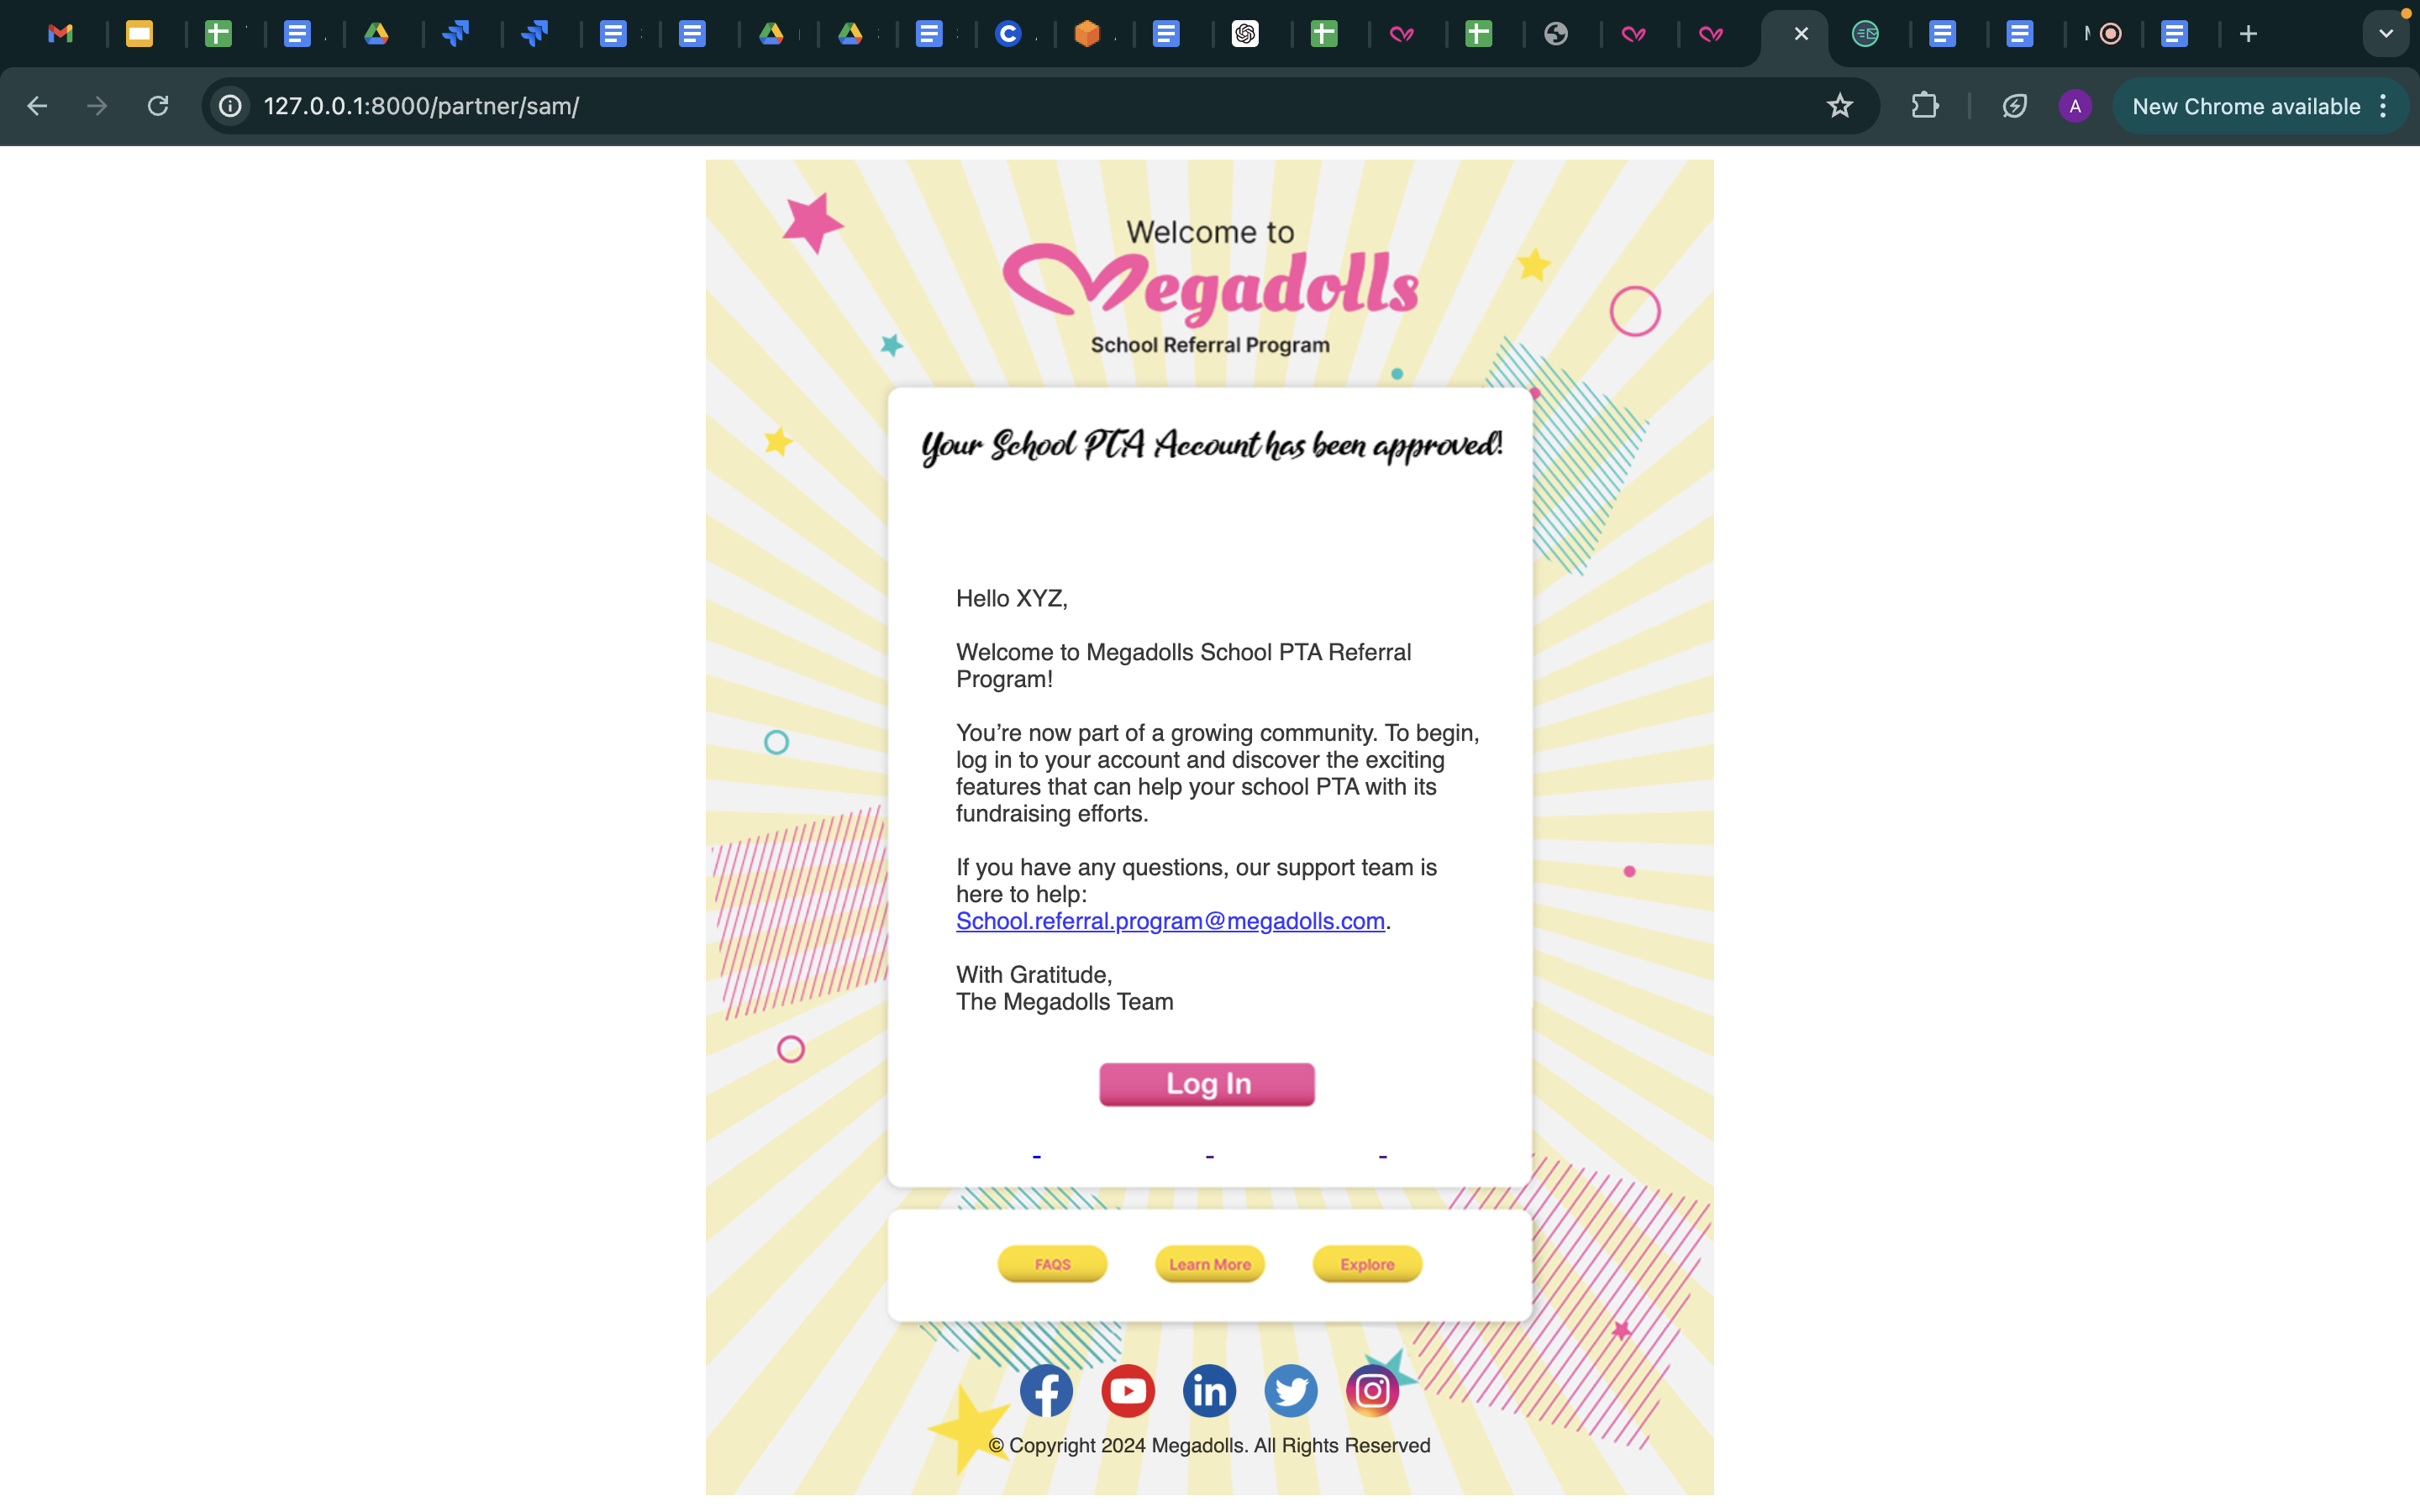 127.0.0.1:8000/partner/sam/
A
New Chrome available
Welcome to
Megadolls
School Referral Program
Your School PTA Account has been approved!
Hello XYZ,
Welcome to Megadolls School PTA Referral
Program!
You’re now part of a growing community. To begin,
log in to your account and discover the exciting
features that can help your school PTA with its
fundraising efforts.
If you have any questions, our support team is
here to help:
School.referral.program@megadolls.com.
With Gratitude,
The Megadolls Team
Log In
- - -
FAQS Learn More Explore
© Copyright 2024 Megadolls. All Rights Reserved